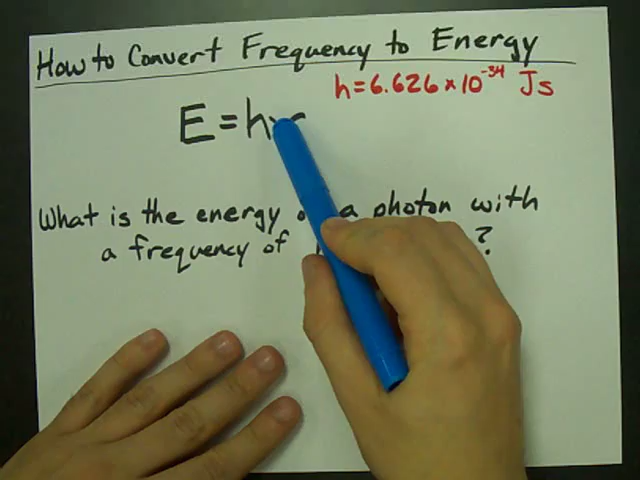 How to Convert Frequency to Energy
h=6.626×10⁻³⁴ Js
E=h
What is the energy a photon with
a frequency of ?